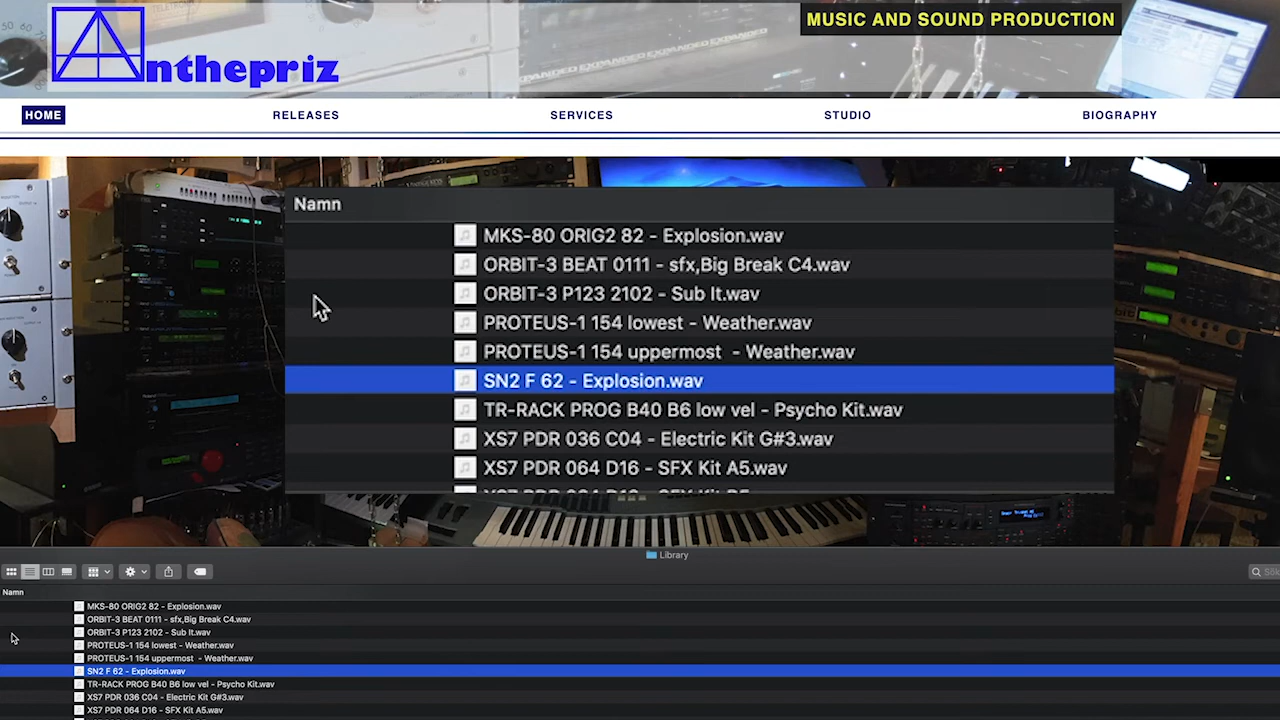 Anthepriz
MUSIC AND SOUND PRODUCTION
HOME
RELEASES
SERVICES
STUDIO
BIOGRAPHY
Namn
MKS-80 ORIG2 82 - Explosion.wav
ORBIT-3 BEAT 0111 - sfx,Big Break C4.wav
ORBIT-3 P123 2102 - Sub It.wav
PROTEUS-1 154 lowest - Weather.wav
PROTEUS-1 154 uppermost  - Weather.wav
SN2 F 62 - Explosion.wav
TR-RACK PROG B40 B6 low vel - Psycho Kit.wav
XS7 PDR 036 C04 - Electric Kit G#3.wav
XS7 PDR 064 D16 - SFX Kit A5.wav
Library
Namn
MKS-80 ORIG2 82 - Explosion.wav
ORBIT-3 BEAT 0111 - sfx,Big Break C4.wav
ORBIT-3 P123 2102 - Sub It.wav
PROTEUS-1 154 lowest - Weather.wav
PROTEUS-1 154 uppermost  - Weather.wav
SN2 F 62 - Explosion.wav
TR-RACK PROG B40 B6 low vel - Psycho Kit.wav
XS7 PDR 036 C04 - Electric Kit G#3.wav
XS7 PDR 064 D16 - SFX Kit A5.wav